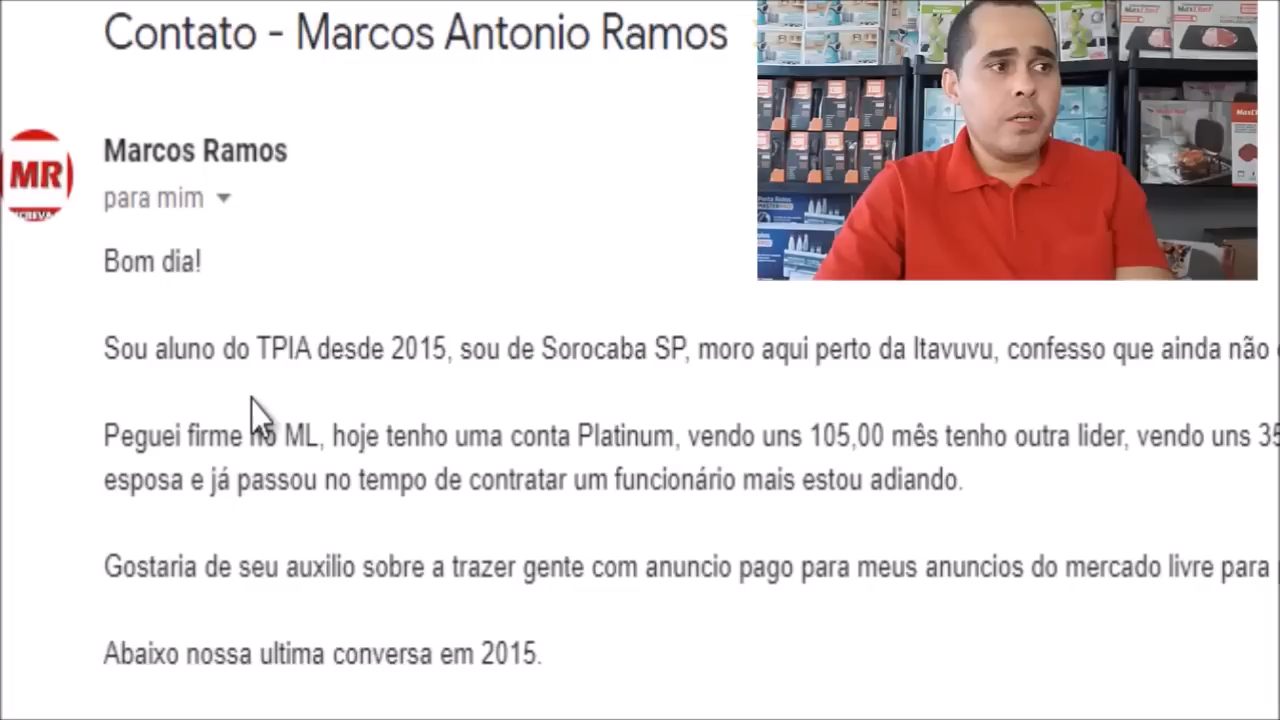 Contato - Marcos Antonio Ramos
MR
Marcos Ramos
para mim
Bom dia!
Sou aluno do TPIA desde 2015, sou de Sorocaba SP, moro aqui perto da Itavuvu, confesso que ainda não
Peguei firme no ML, hoje tenho uma conta Platinum, vendo uns 105,00 mês tenho outra lider, vendo uns 35
esposa e já passou no tempo de contratar um funcionário mais estou adiando.
Gostaria de seu auxilio sobre a trazer gente com anuncio pago para meus anuncios do mercado livre para
Abaixo nossa ultima conversa em 2015.